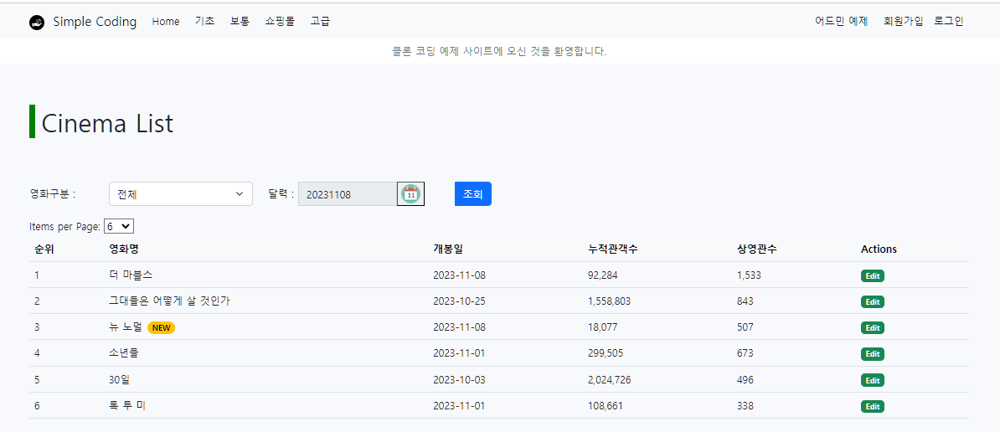 Simple Coding Home 기초 보통 쇼핑몰 고급 어드민 예제 회원가입 로그인
클론 코딩 예제 사이트에 오신 것을 환영합니다.
Cinema List
영화구분 : 전체 달력 : 20231108 11 조회
Items per Page: 6
순위 영화명 개봉일 누적관객수 상영관수 Actions
1 더 마블스 2023-11-08 92,284 1,533 Edit
2 그대들은 어떻게 살 것인가 2023-10-25 1,558,803 843 Edit
3 뉴 노멀 NEW 2023-11-08 18,077 507 Edit
4 소년들 2023-11-01 299,505 673 Edit
5 30일 2023-10-03 2,024,726 496 Edit
6 톡 투 미 2023-11-01 108,661 338 Edit